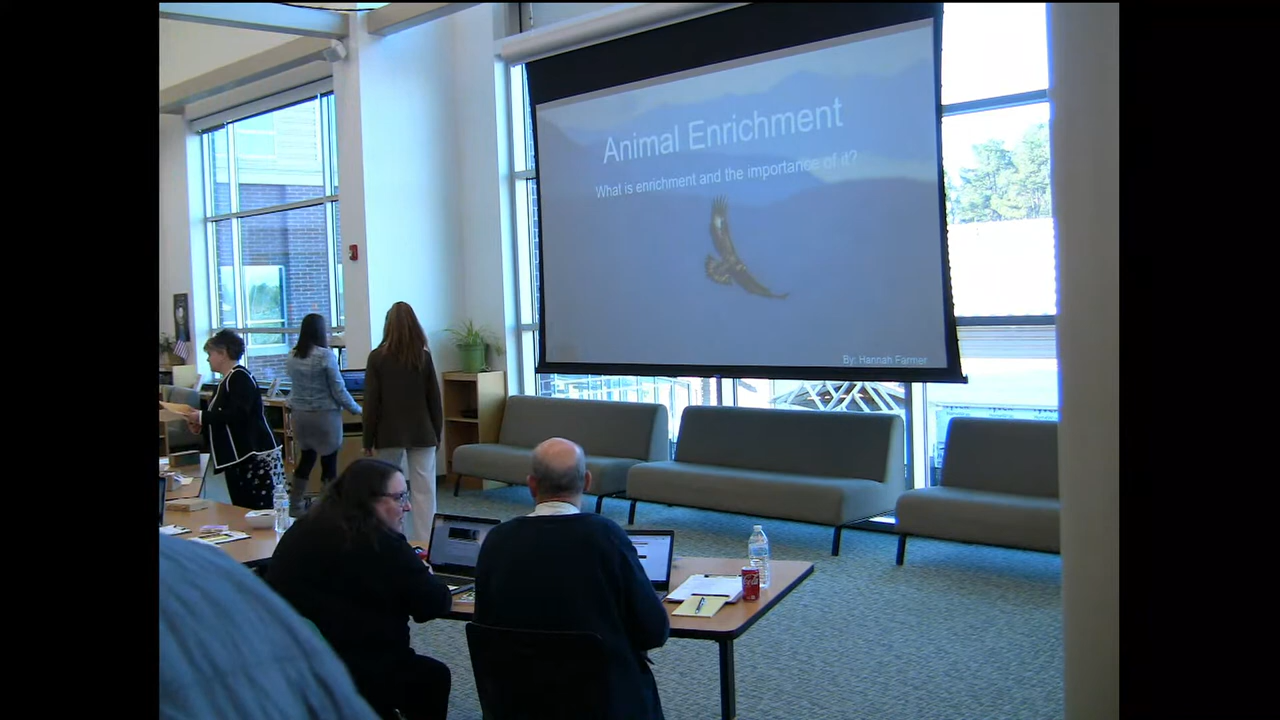 Animal Enrichment
What is enrichment and the importance of it?
By: Hannah Farmer